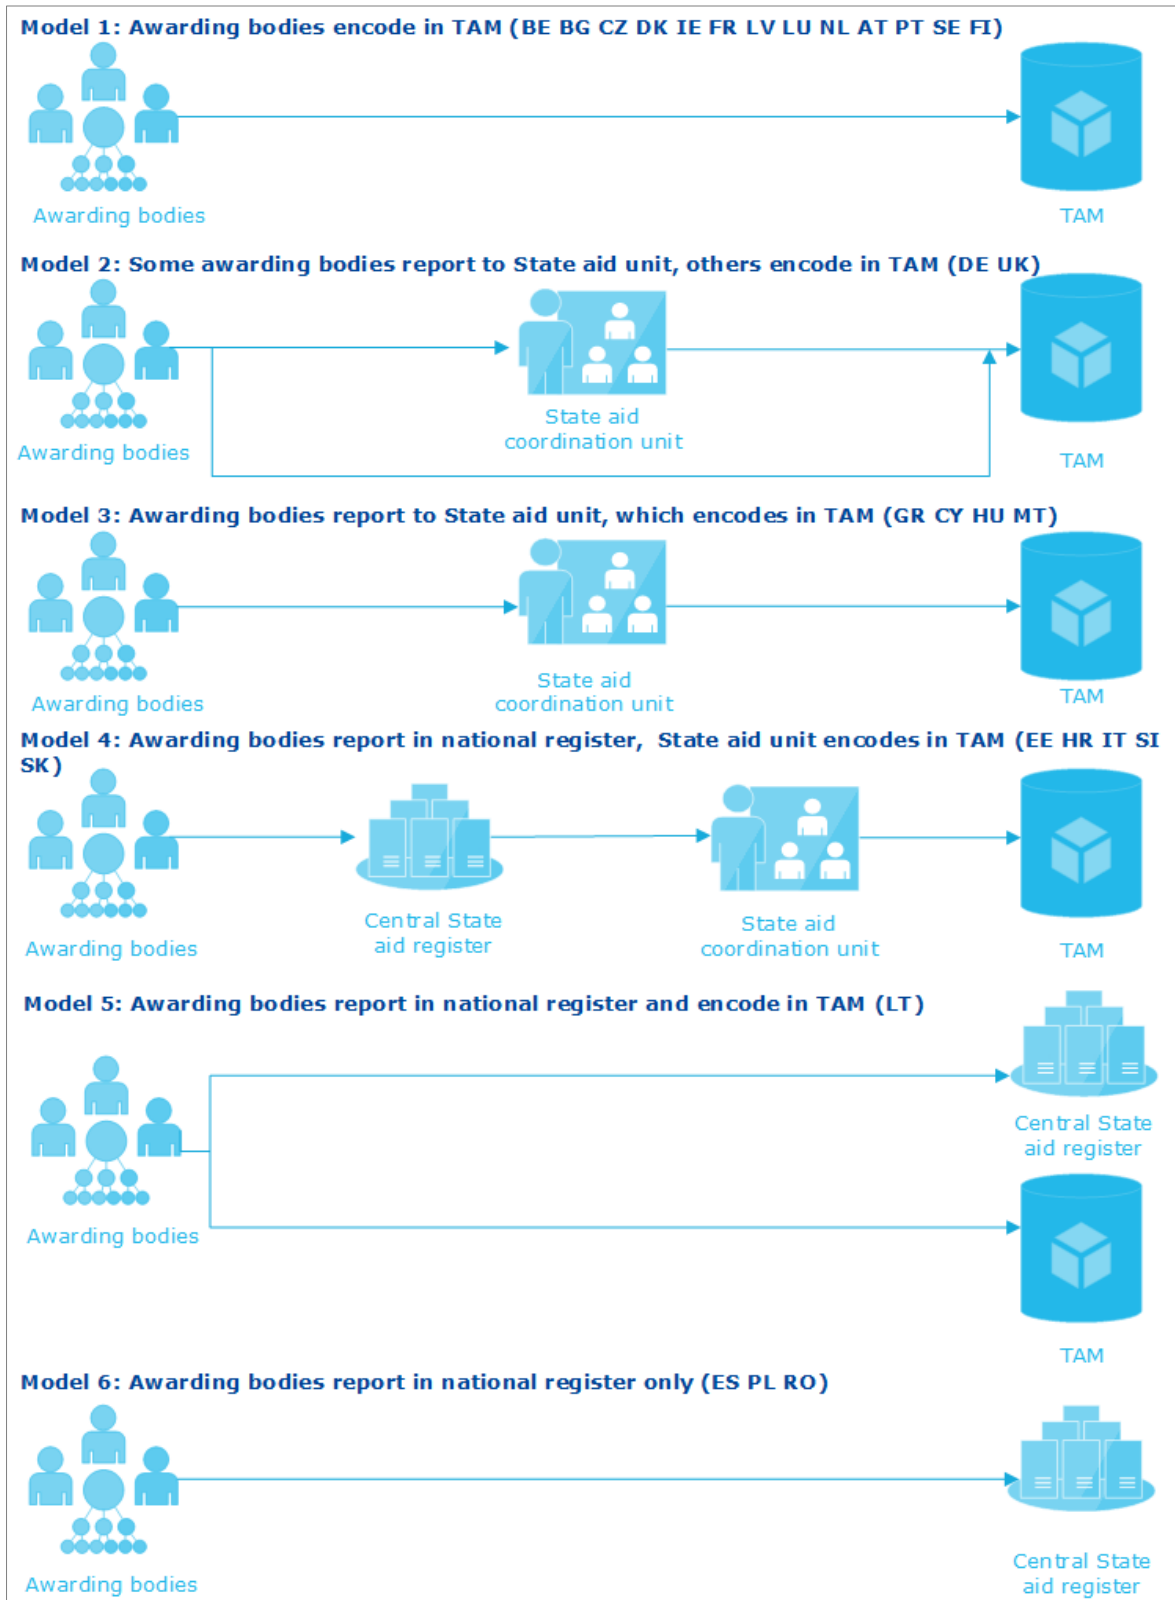 Model 1: Awarding bodies encode in TAM (BE BG CZ DK IE FR LV LU NL AT PT SE FI)
Awarding bodies
TAM
Model 2: Some awarding bodies report to State aid unit, others encode in TAM (DE UK)
State aid
coordination unit
Awarding bodies
TAM
Model 3: Awarding bodies report to State aid unit, which encodes in TAM (GR CY HU MT)
State aid
coordination unit
Awarding bodies
TAM
Model 4: Awarding bodies report in national register, State aid unit encodes in TAM (EE HR IT SI
SK)
Awarding bodies
Central State
aid register
State aid
coordination unit
TAM
Model 5: Awarding bodies report in national register and encode in TAM (LT)
Central State
aid register
Awarding bodies
TAM
Model 6: Awarding bodies report in national register only (ES PL RO)
Awarding bodies
Central State
aid register